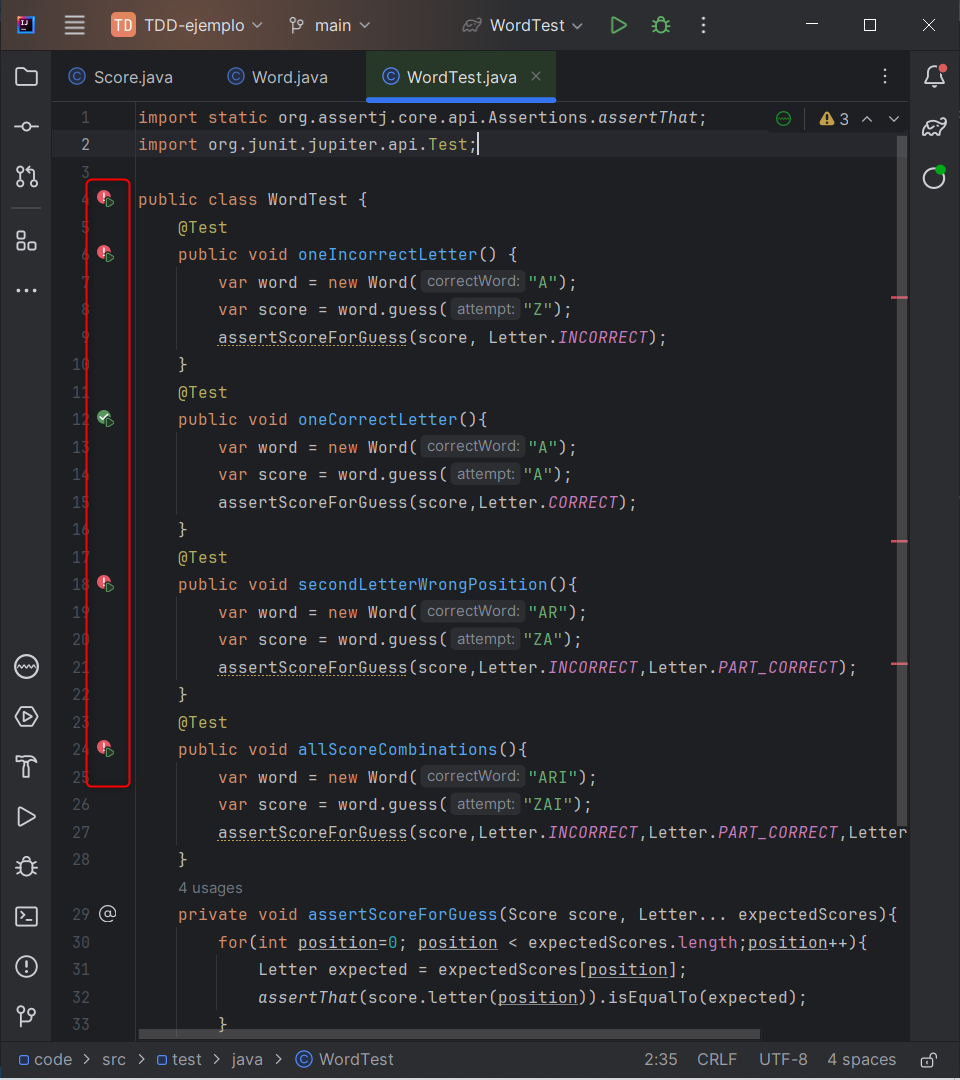 TD TDD-ejemplo main WordTest
Score.java Word.java WordTest.java
1 import static org.assertj.core.api.Assertions.assertThat; 3
2 import org.junit.jupiter.api.Test;
3
4 public class WordTest {
5 @Test
6 public void oneIncorrectLetter() {
7 var word = new Word( correctWord: "A");
8 var score = word.guess( attempt: "Z");
9 assertScoreForGuess(score, Letter.INCORRECT);
10 }
11 @Test
12 public void oneCorrectLetter(){
13 var word = new Word( correctWord: "A");
14 var score = word.guess( attempt: "A");
15 assertScoreForGuess(score,Letter.CORRECT);
16 }
17 @Test
18 public void secondLetterWrongPosition(){
19 var word = new Word( correctWord: "AR");
20 var score = word.guess( attempt: "ZA");
21 assertScoreForGuess(score,Letter.INCORRECT,Letter.PART_CORRECT);
22 }
23 @Test
24 public void allScoreCombinations(){
25 var word = new Word( correctWord: "ARI");
26 var score = word.guess( attempt: "ZAI");
27 assertScoreForGuess(score,Letter.INCORRECT,Letter.PART_CORRECT,Letter
28 }
4 usages
29 @ private void assertScoreForGuess(Score score, Letter... expectedScores){
30 for(int position=0; position < expectedScores.length;position++){
31 Letter expected = expectedScores[position];
32 assertThat(score.letter(position)).isEqualTo(expected);
33 }
code > src > test > java > WordTest 2:35 CRLF UTF-8 4 spaces